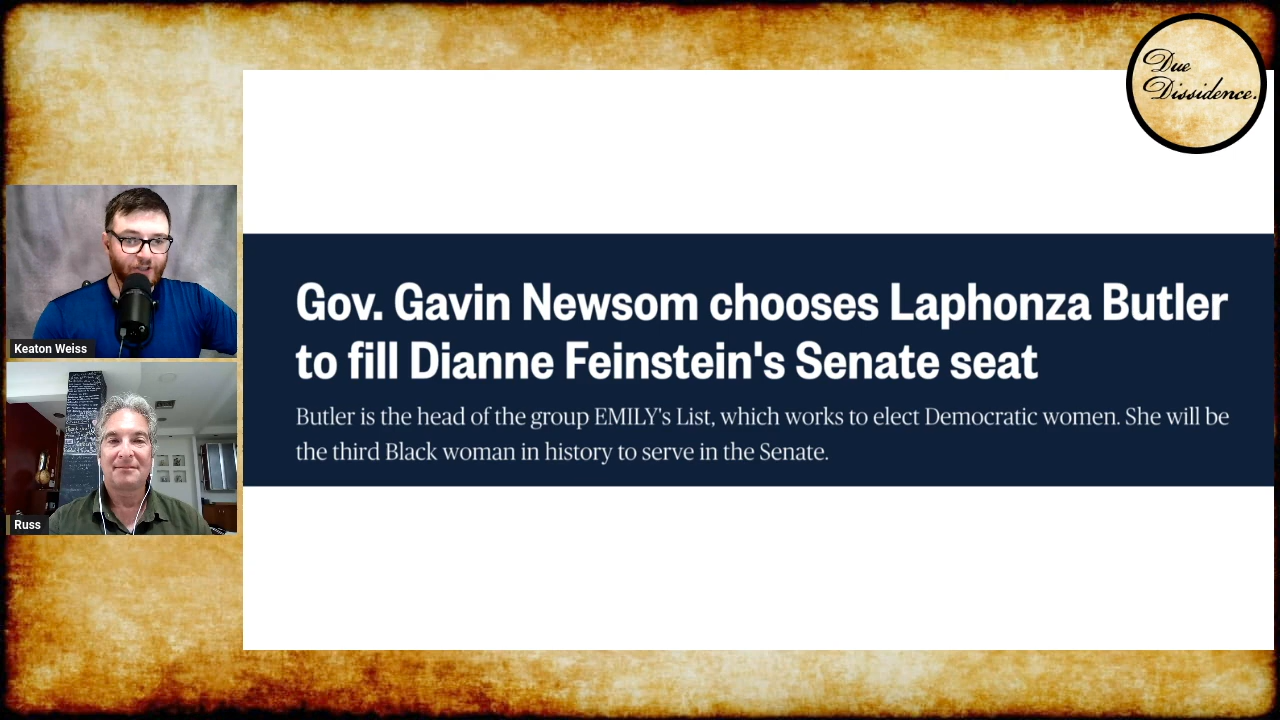 Due
Dissidence.
Keaton Weiss
Russ
Gov. Gavin Newsom chooses Laphonza Butler
to fill Dianne Feinstein's Senate seat
Butler is the head of the group EMILY's List, which works to elect Democratic women. She will be
the third Black woman in history to serve in the Senate.